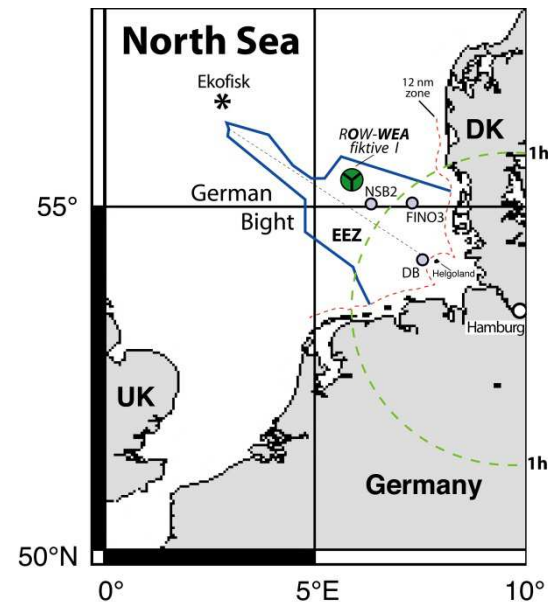 North Sea
Ekofisk
*
12 nm
zone
DK
ROW-WEA
fiktive I
1h
NSB2
German
55°
FINO3
Bight
EEZ
DB
Helgoland
Hamburg
UK
1h
Germany
50°N
0°
5°E
10°